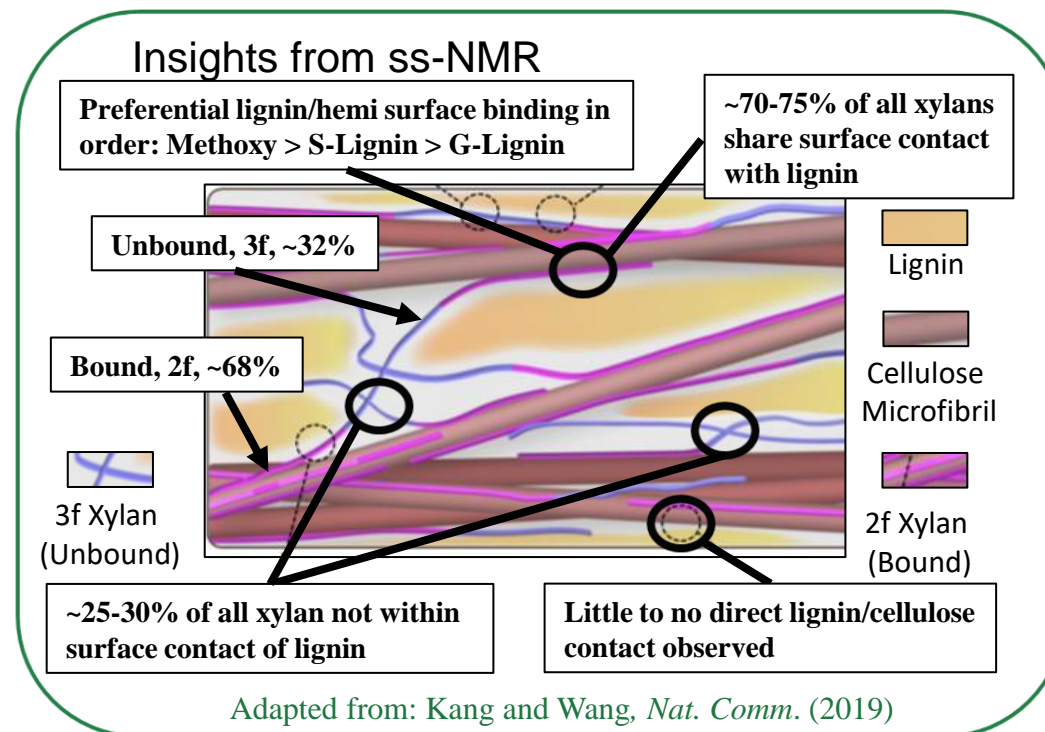 Insights from ss-NMR
Preferential lignin/hemi surface binding in
order: Methoxy > S-Lignin > G-Lignin
~70-75% of all xylans
share surface contact
with lignin
Unbound, 3f, ~32%
Lignin
Bound, 2f, ~68%
Cellulose
Microfibril
3f Xylan
(Unbound)
2f Xylan
(Bound)
~25-30% of all xylan not within
surface contact of lignin
Little to no direct lignin/cellulose
contact observed
Adapted from: Kang and Wang, Nat. Comm. (2019)